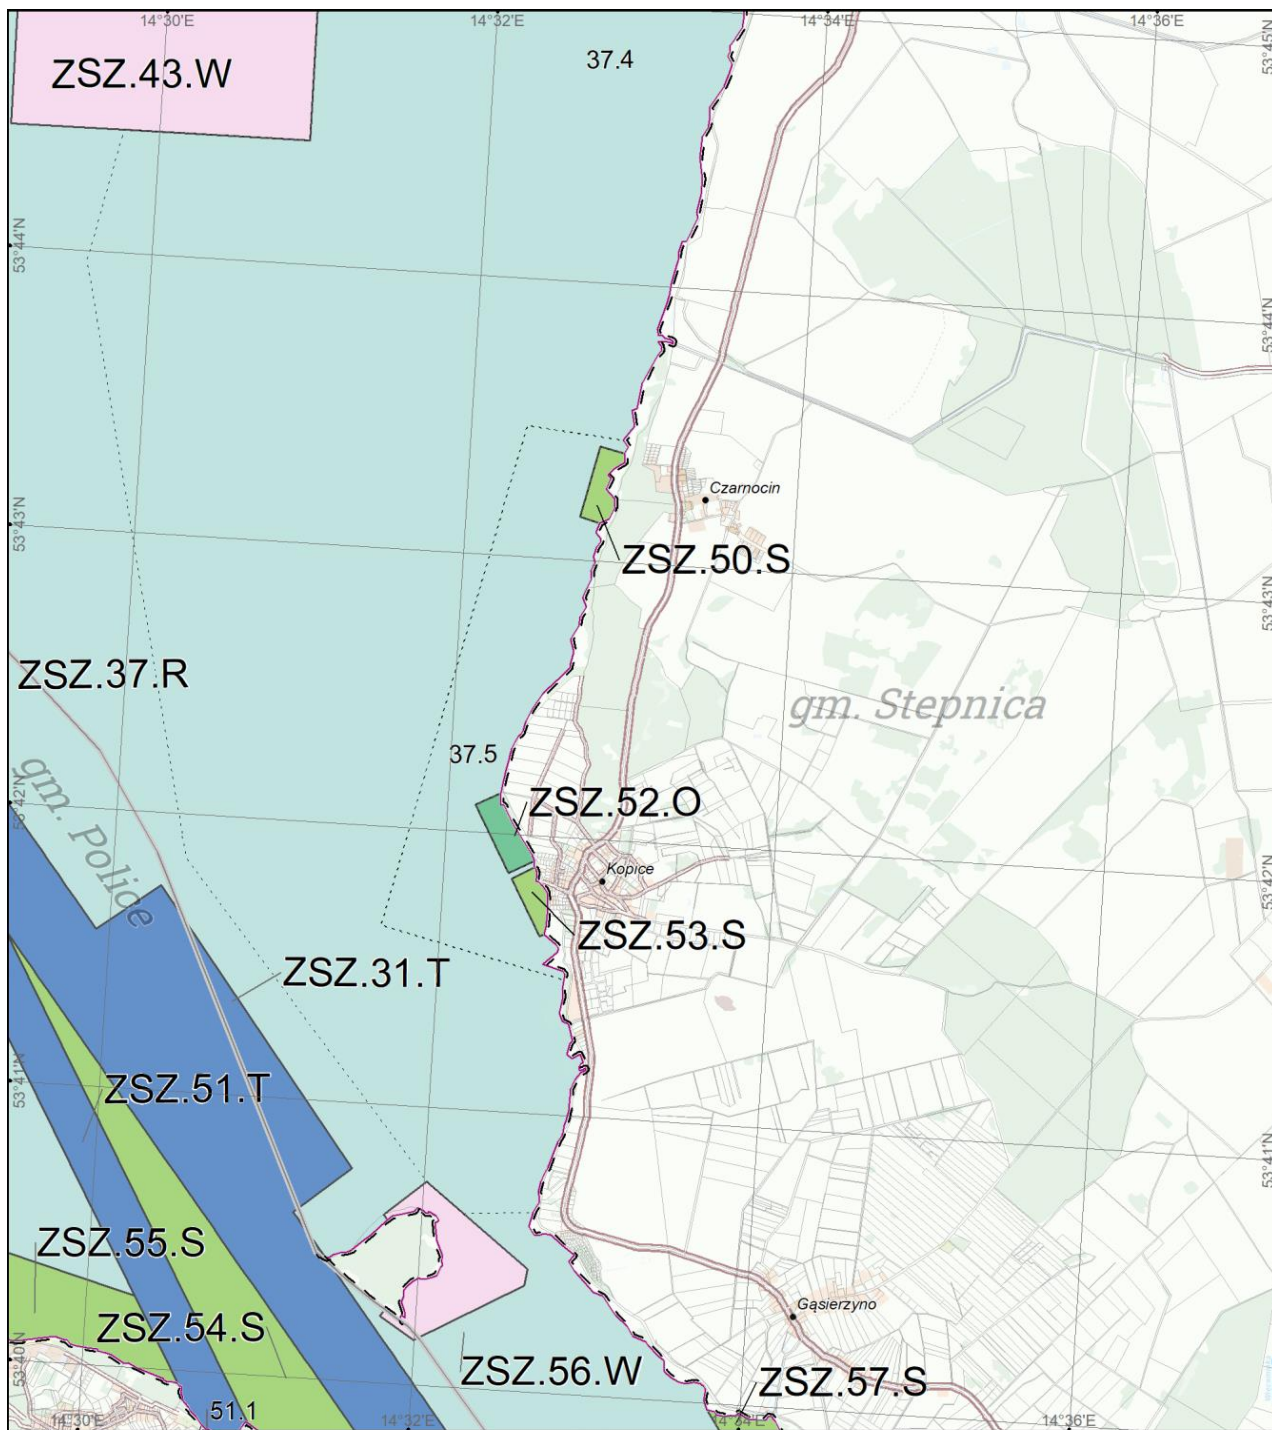 14°30'E
14°32'E
14°34'E
14°36'E
53°45'N
37.4
ZSZ.43.W
53°44'N
53°44'N
Czarnocin
53°43'N
ZSZ.50.S
53°43'N
ZSZ.37.R
gm. Stepnica
37.5
gm. Police
53°42'N
ZSZ.52.O
Kopice
53°42'N
ZSZ.53.S
ZSZ.31.T
53°41'N
ZSZ.51.T
53°41'N
ZSZ.55.S
Gąsierzyno
ZSZ.54.S
53°40'N
ZSZ.56.W
ZSZ.57.S
51.1
14°30'E
14°32'E
14°34'E
14°36'E